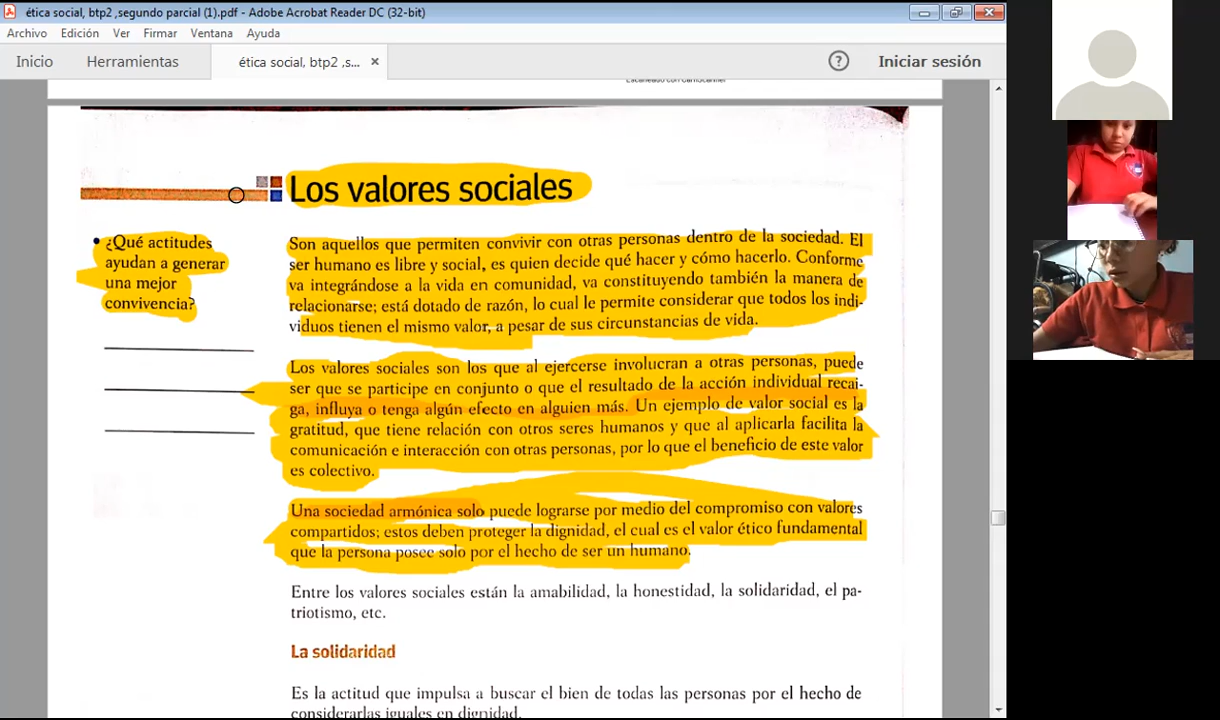 ética social, btp2 ,segundo parcial (1).pdf - Adobe Acrobat Reader DC (32-bit)
Archivo Edición Ver Firmar Ventana Ayuda
Inicio Herramientas ética social, btp2 ,s... × ? Iniciar sesión
Escaneado con CamScanner
Los valores sociales
• ¿Qué actitudes
ayudan a generar
una mejor
convivencia?
Son aquellos que permiten convivir con otras personas dentro de la sociedad. El
ser humano es libre y social, es quien decide qué hacer y cómo hacerlo. Conforme
va integrándose a la vida en comunidad, va constituyendo también la manera de
relacionarse; está dotado de razón, lo cual le permite considerar que todos los indi-
viduos tienen el mismo valor, a pesar de sus circunstancias de vida.
Los valores sociales son los que al ejercerse involucran a otras personas, puede
ser que se participe en conjunto o que el resultado de la acción individual recai-
ga, influya o tenga algún efecto en alguien más. Un ejemplo de valor social es la
gratitud, que tiene relación con otros seres humanos y que al aplicarla facilita la
comunicación e interacción con otras personas, por lo que el beneficio de este valor
es colectivo.
Una sociedad armónica solo puede lograrse por medio del compromiso con valores
compartidos; estos deben proteger la dignidad, el cual es el valor ético fundamental
que la persona posee solo por el hecho de ser un humano.
Entre los valores sociales están la amabilidad, la honestidad, la solidaridad, el pa-
triotismo, etc.
La solidaridad
Es la actitud que impulsa a buscar el bien de todas las personas por el hecho de
considerarlas iguales en dignidad.